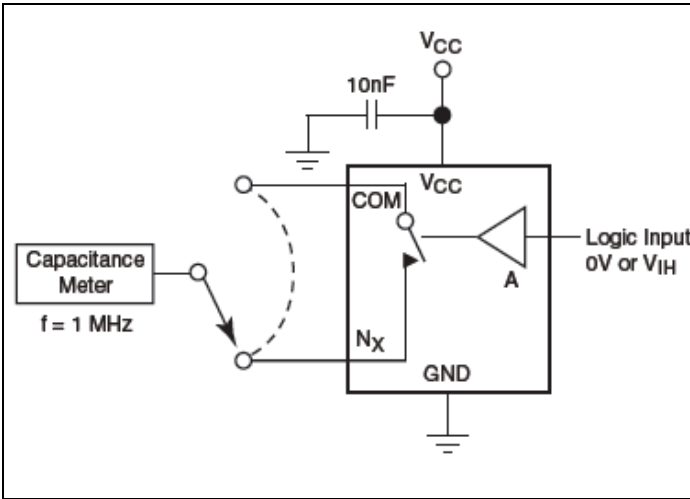 VCC
10nF
VCC
COM
Logic Input
0V or VIH
A
Capacitance
Meter
f = 1 MHz
NX
GND